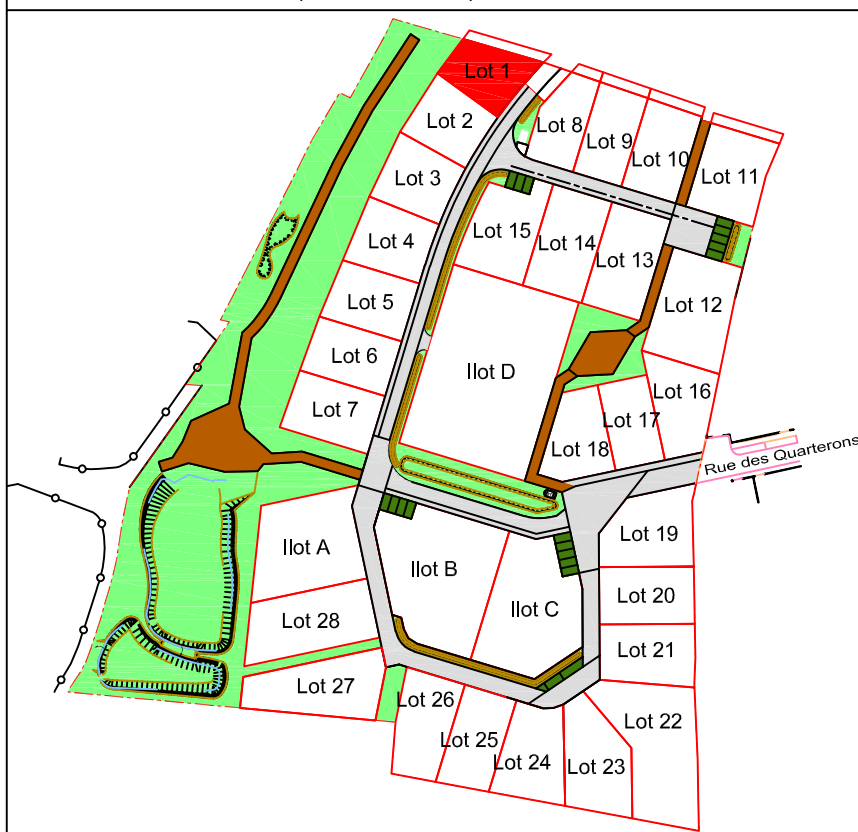 Lot 1
Lot 2
Lot 8
Lot 9
Lot 10
Lot 11
Lot 3
Lot 15
Lot 14
Lot 13
Lot 4
Lot 12
Lot 5
Lot 6
Ilot D
Lot 16
Lot 7
Lot 17
Lot 18
Rue des Quarterons
Lot 19
Ilot A
Ilot B
Lot 20
Ilot C
Lot 28
Lot 21
Lot 27
Lot 26
Lot 22
Lot 25
Lot 24
Lot 23